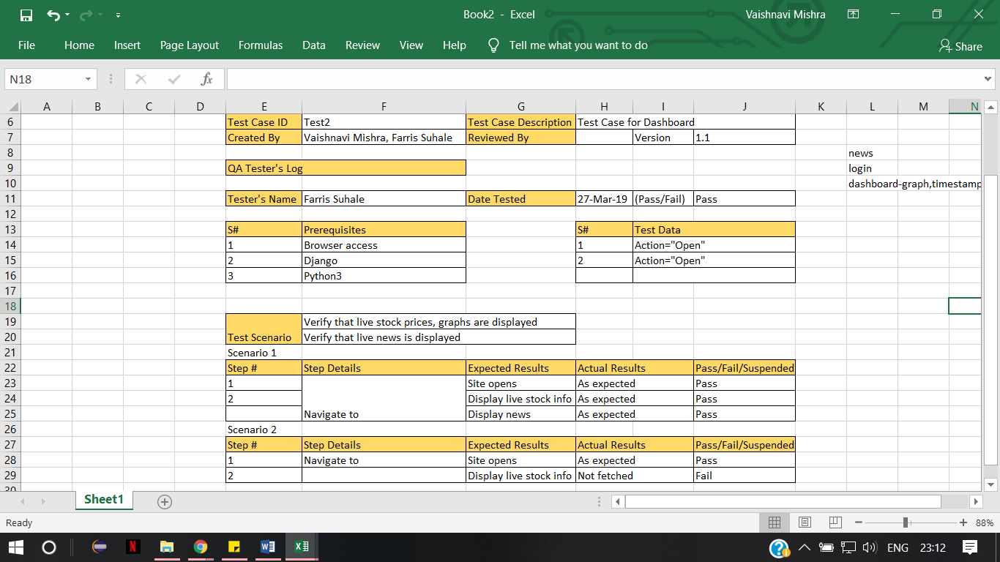 Book2 - Excel Vaishnavi Mishra
File Home Insert Page Layout Formulas Data Review View Help Tell me what you want to do Share
N18 fx
A B C D E F G H I J K L M N
6 Test Case ID Test2 Test Case Description Test Case for Dashboard
7 Created By Vaishnavi Mishra, Farris Suhale Reviewed By Version 1.1
8 news
9 QA Tester's Log login
10 dashboard-graph,timestamp
11 Tester's Name Farris Suhale Date Tested 27-Mar-19 (Pass/Fail) Pass
12
13 S# Prerequisites S# Test Data
14 1 Browser access 1 Action="Open"
15 2 Django 2 Action="Open"
16 3 Python3
17
18
19 Verify that live stock prices, graphs are displayed
20 Test Scenario Verify that live news is displayed
21 Scenario 1
22 Step # Step Details Expected Results Actual Results Pass/Fail/Suspended
23 1 Site opens As expected Pass
24 2 Display live stock info As expected Pass
25 Navigate to Display news As expected Pass
26 Scenario 2
27 Step # Step Details Expected Results Actual Results Pass/Fail/Suspended
28 1 Navigate to Site opens As expected Pass
29 2 Display live stock info Not fetched Fail
30
Sheet1
Ready 88%
ENG 23:12